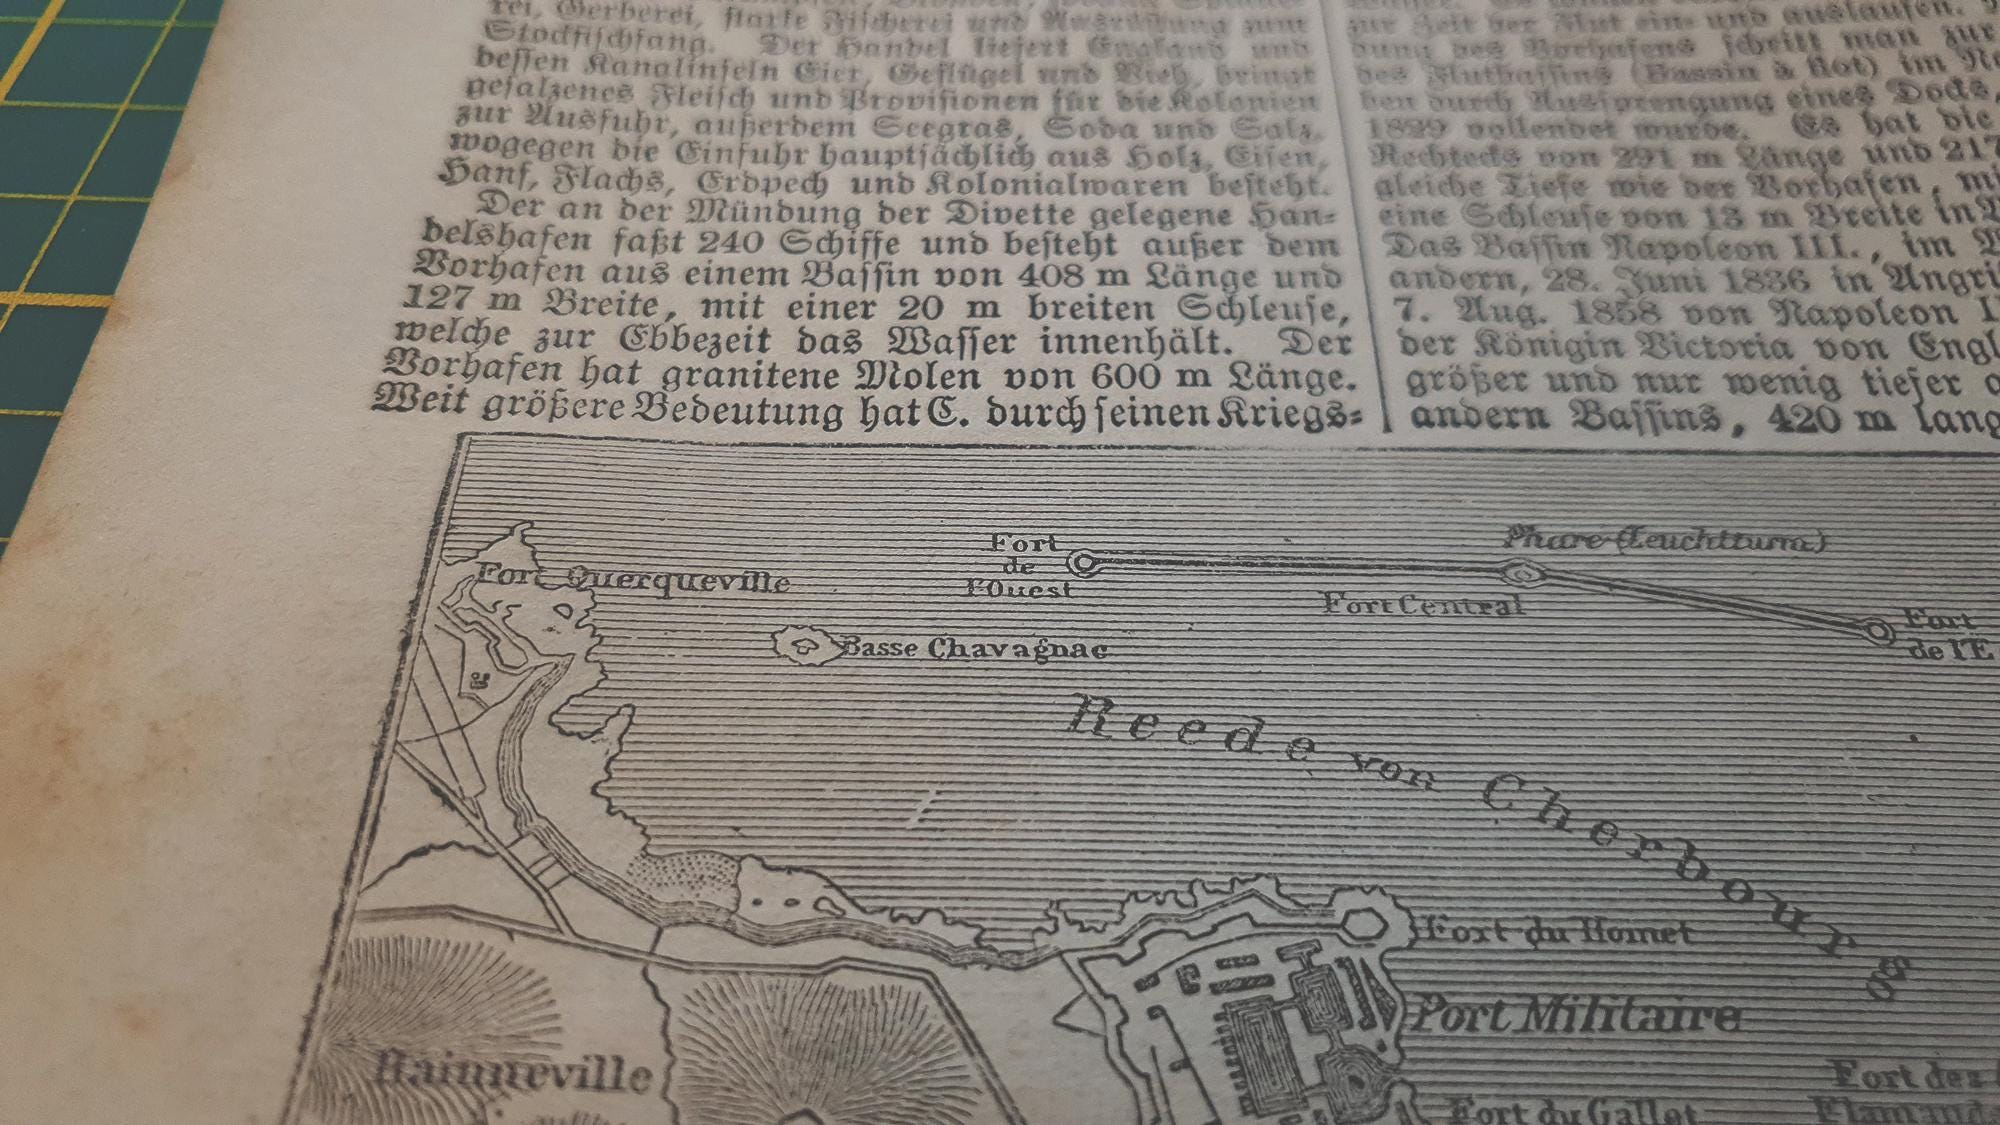 rei, Gerberei, starke Fischerei und Ausrüstung zum
Stockfischfang. Der Handel liefert England und
dessen Kanalinseln Eier, Geflügel und Vieh, bringt
gesalzenes Fleisch und Provisionen für die Kolonien
zur Ausfuhr, außerdem Seegras, Soda und Salz,
wogegen die Einfuhr hauptsächlich aus Holz, Eisen,
Hanf, Flachs, Erdpech und Kolonialwaren besteht.
Der an der Mündung der Divette gelegene Han-
delshafen faßt 240 Schiffe und besteht außer dem
Vorhafen aus einem Bassin von 408 m Länge und
127 m Breite, mit einer 20 m breiten Schleuse,
welche zur Ebbezeit das Wasser innenhält. Der
Vorhafen hat granitene Molen von 600 m Länge.
Weit größere Bedeutung hat C. durch seinen Kriegs-
zur Zeit der Flut ein- und auslaufen.
dung des Vorhafens schritt man zur
des Flutbassins (Bassin à flot) im
ben durch Aussprengung eines Docks,
1829 vollendet wurde. Es hat die
Rechtecks von 291 m Länge und 217
gleiche Tiefe wie der Vorhafen, mi
eine Schleuse von 13 m Breite in
Das Bassin Napoleon III., im
andern, 28. Juni 1836 in Angri
7. Aug. 1858 von Napoleon I
der Königin Victoria von Engl
größer und nur wenig tiefer
andern Bassins, 420 m lang
Fort de l'Ouest
Phare (Leuchtturm)
Fort Central
Fort de l'E
Fort Querqueville
Basse Chavagnac
Reede von Cherbourg
Fort du Homet
Port Militaire
Hainneville
Fort des
Flamand
Fort du Gallet